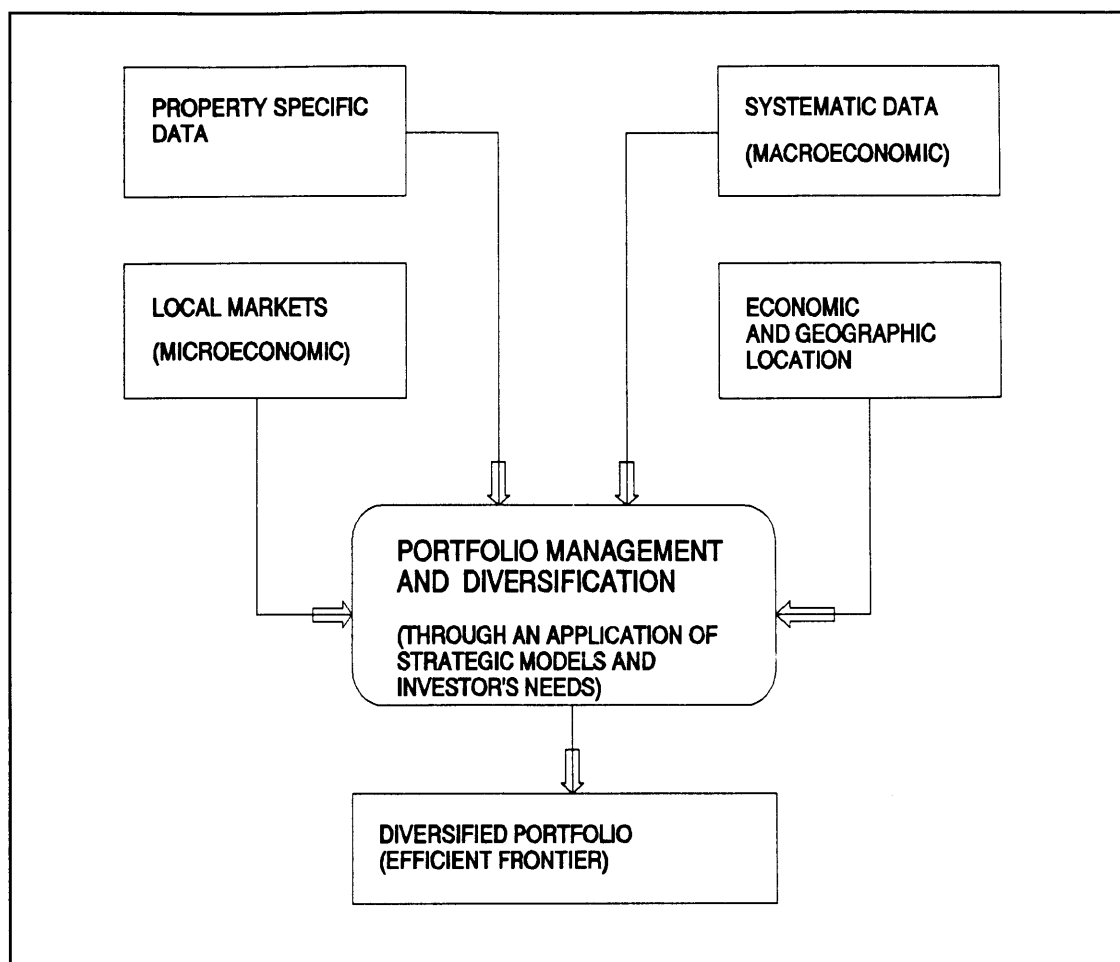 PROPERTY SPECIFIC
DATA
SYSTEMATIC DATA
(MACROECONOMIC)
LOCAL MARKETS
(MICROECONOMIC)
ECONOMIC
AND GEOGRAPHIC
LOCATION
PORTFOLIO MANAGEMENT
AND DIVERSIFICATION
(THROUGH AN APPLICATION OF
STRATEGIC MODELS AND
INVESTOR'S NEEDS)
DIVERSIFIED PORTFOLIO
(EFFICIENT FRONTIER)